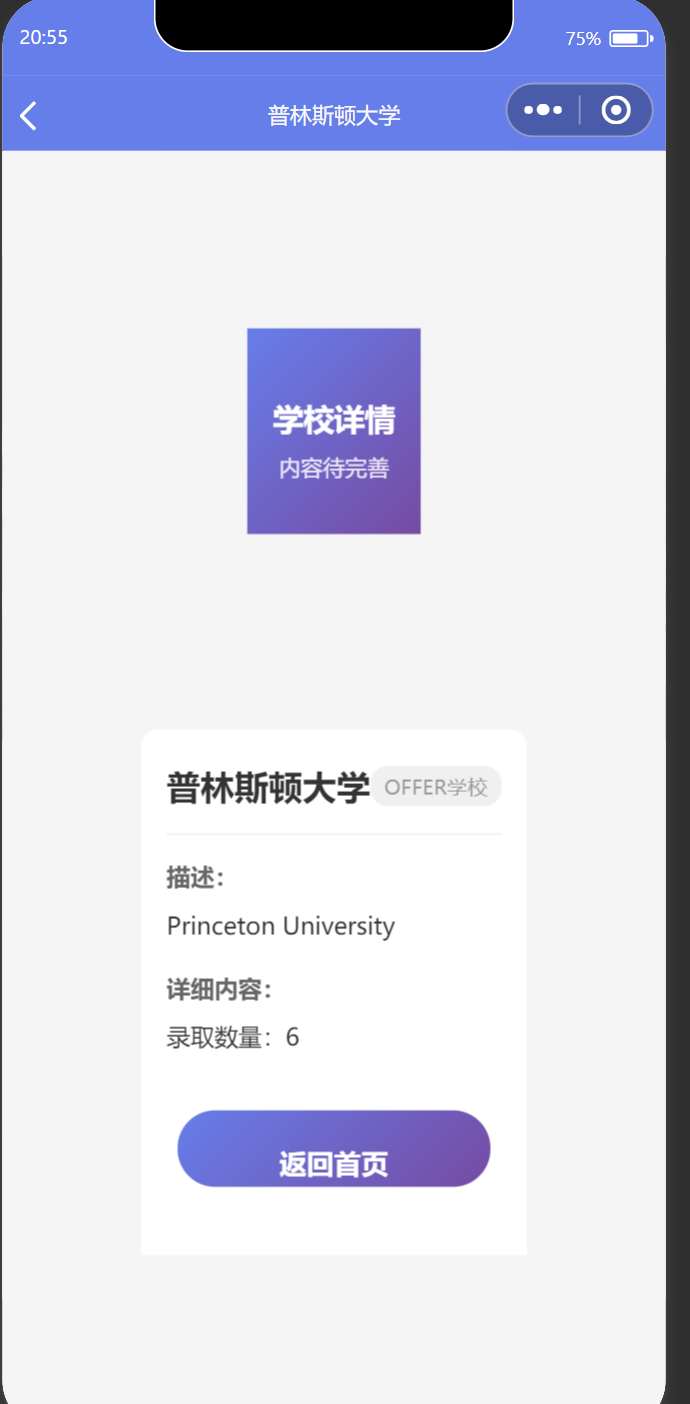 20:55
75%
普林斯顿大学
学校详情
内容待完善
普林斯顿大学 OFFER学校
描述：
Princeton University
详细内容：
录取数量：6
返回首页